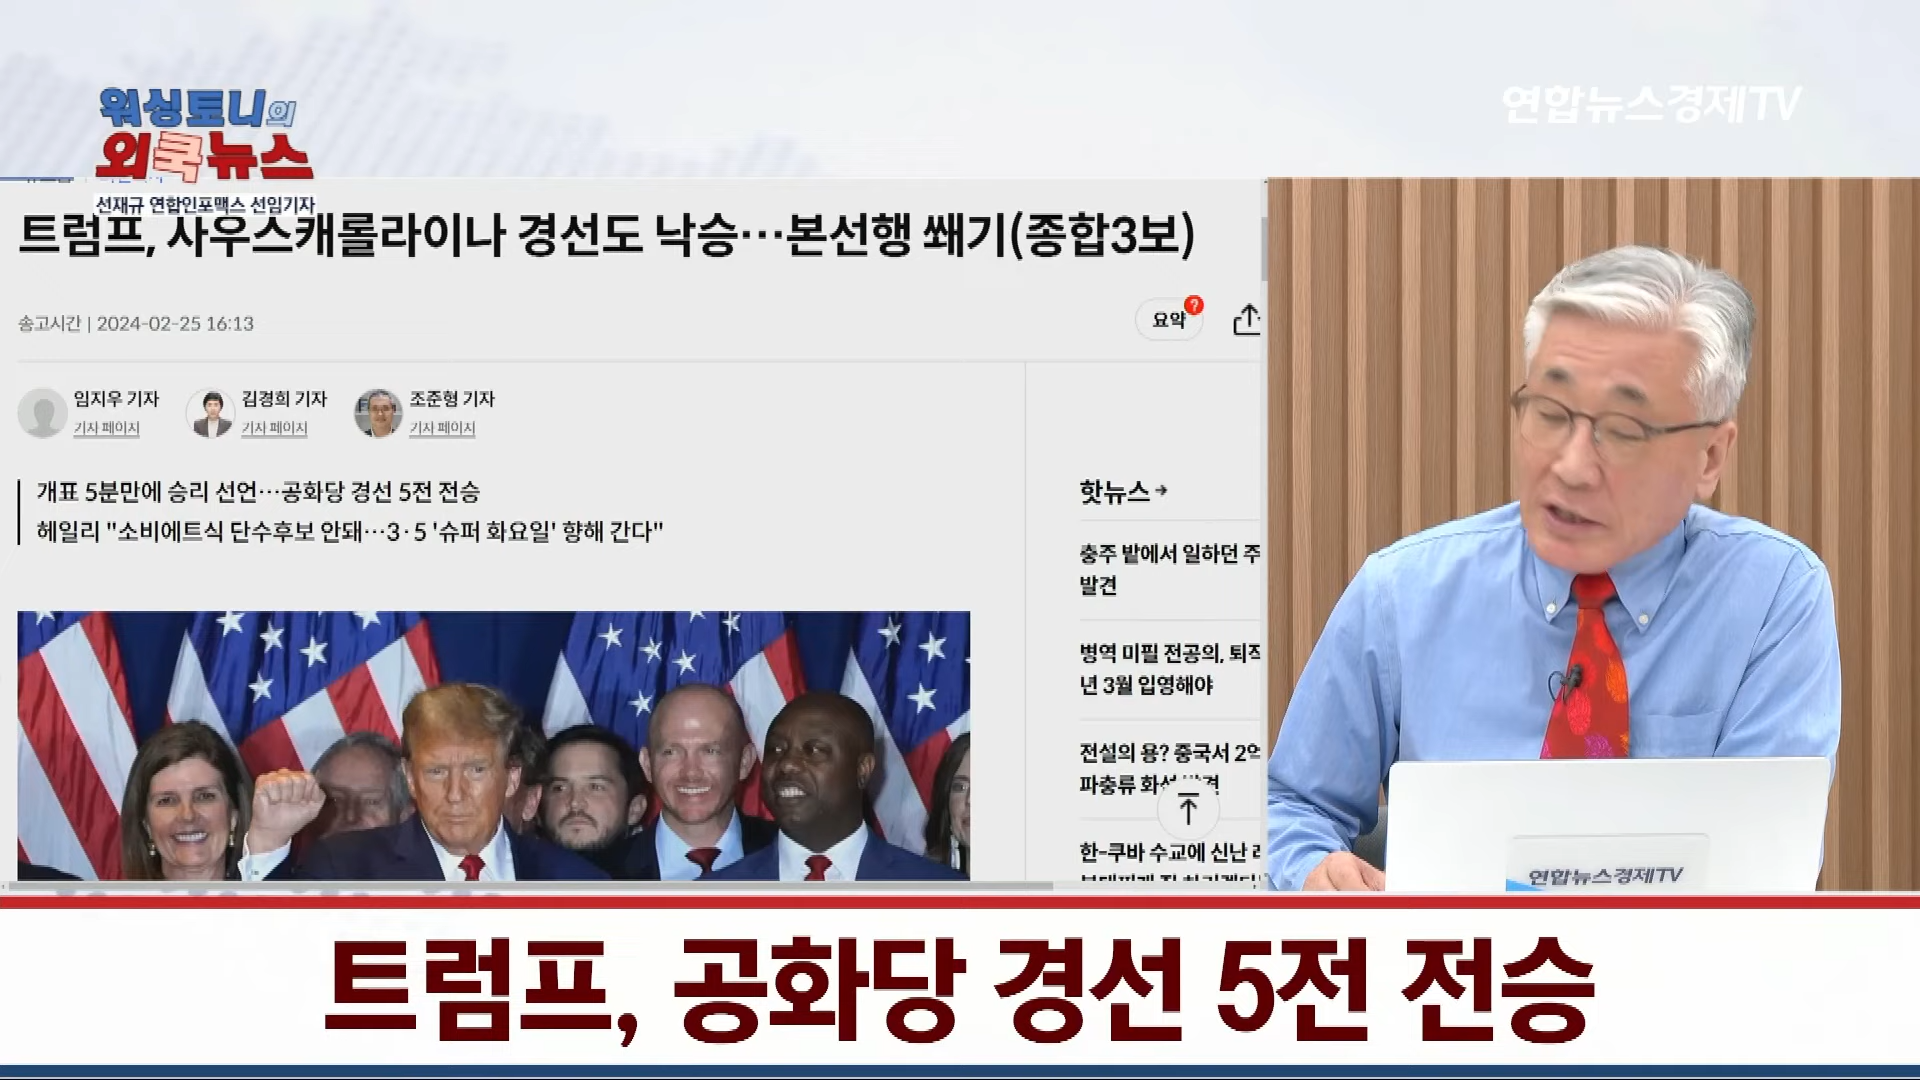 워싱토니의
외쿡뉴스
선재규 연합인포맥스 선임기자
연합뉴스경제TV
트럼프, 사우스캐롤라이나 경선도 낙승…본선행 쐐기(종합3보)
송고시간 | 2024-02-25 16:13
요약
?
임지우 기자
기사 페이지
김경희 기자
기사 페이지
조준형 기자
기사 페이지
개표 5분만에 승리 선언…공화당 경선 5전 전승
헤일리 "소비에트식 단수후보 안돼…3·5 '슈퍼 화요일' 향해 간다"
핫뉴스
충주 밭에서 일하던 주
발견
병역 미필 전공의, 퇴직
년 3월 입영해야
전설의 용? 중국서 2억
파충류
한-쿠바 수교에 신난
연합뉴스경제TV
트럼프, 공화당 경선 5전 전승